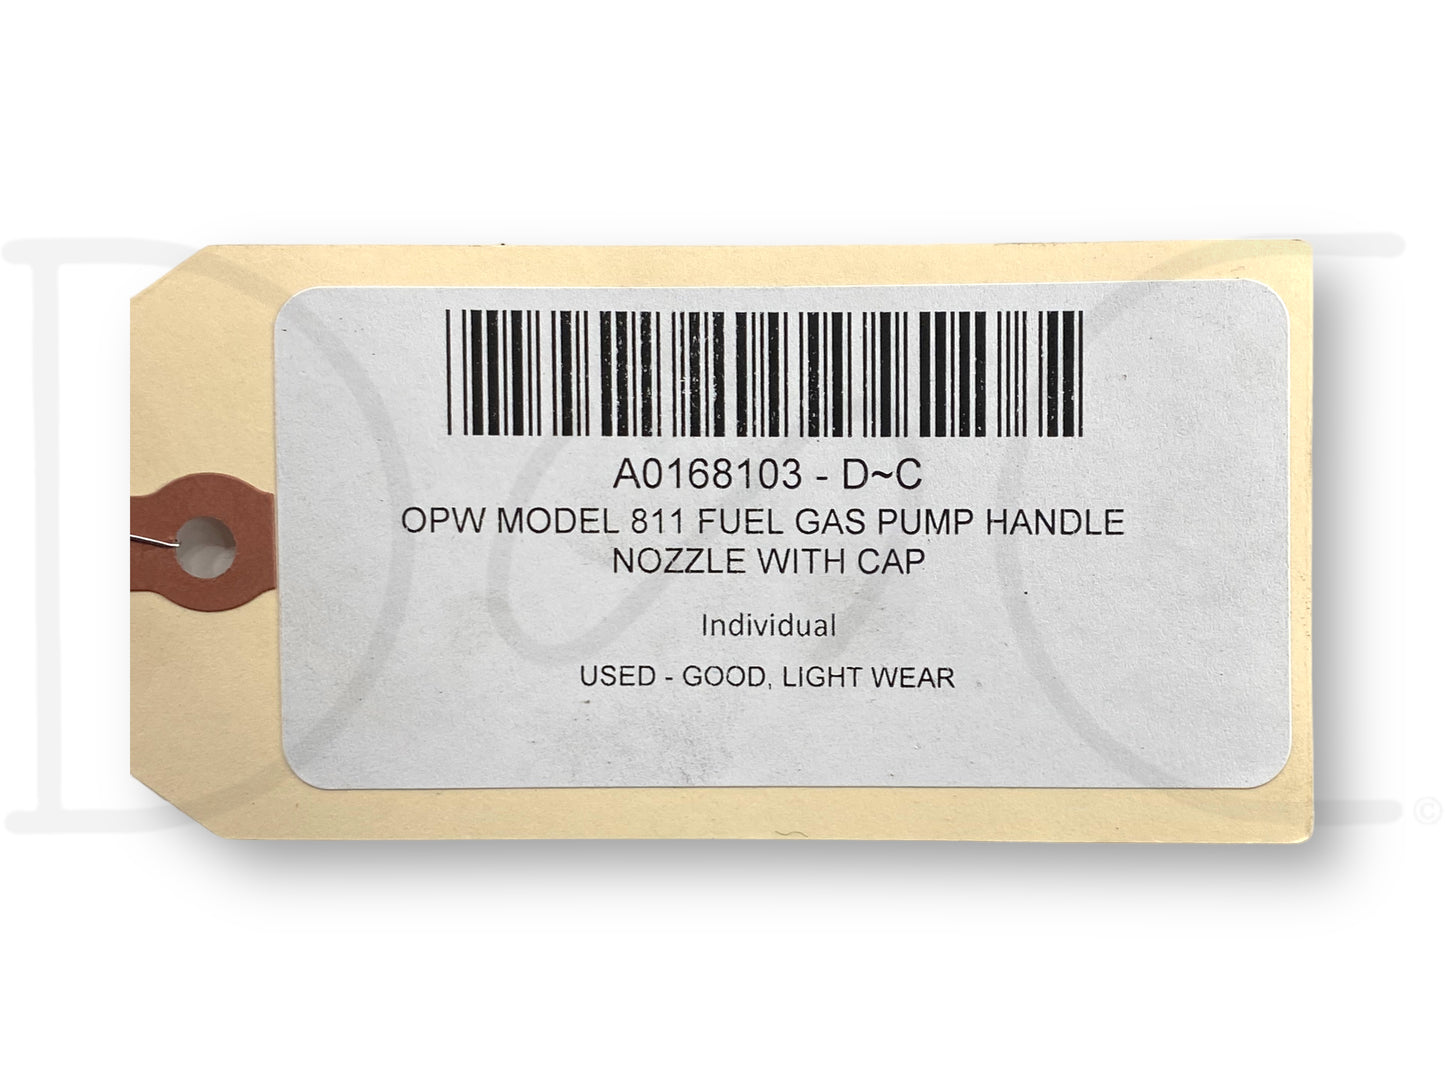 A0168103 - D~C
OPW MODEL 811 FUEL GAS PUMP HANDLE
NOZZLE WITH CAP
Individual
USED - GOOD, LIGHT WEAR
©